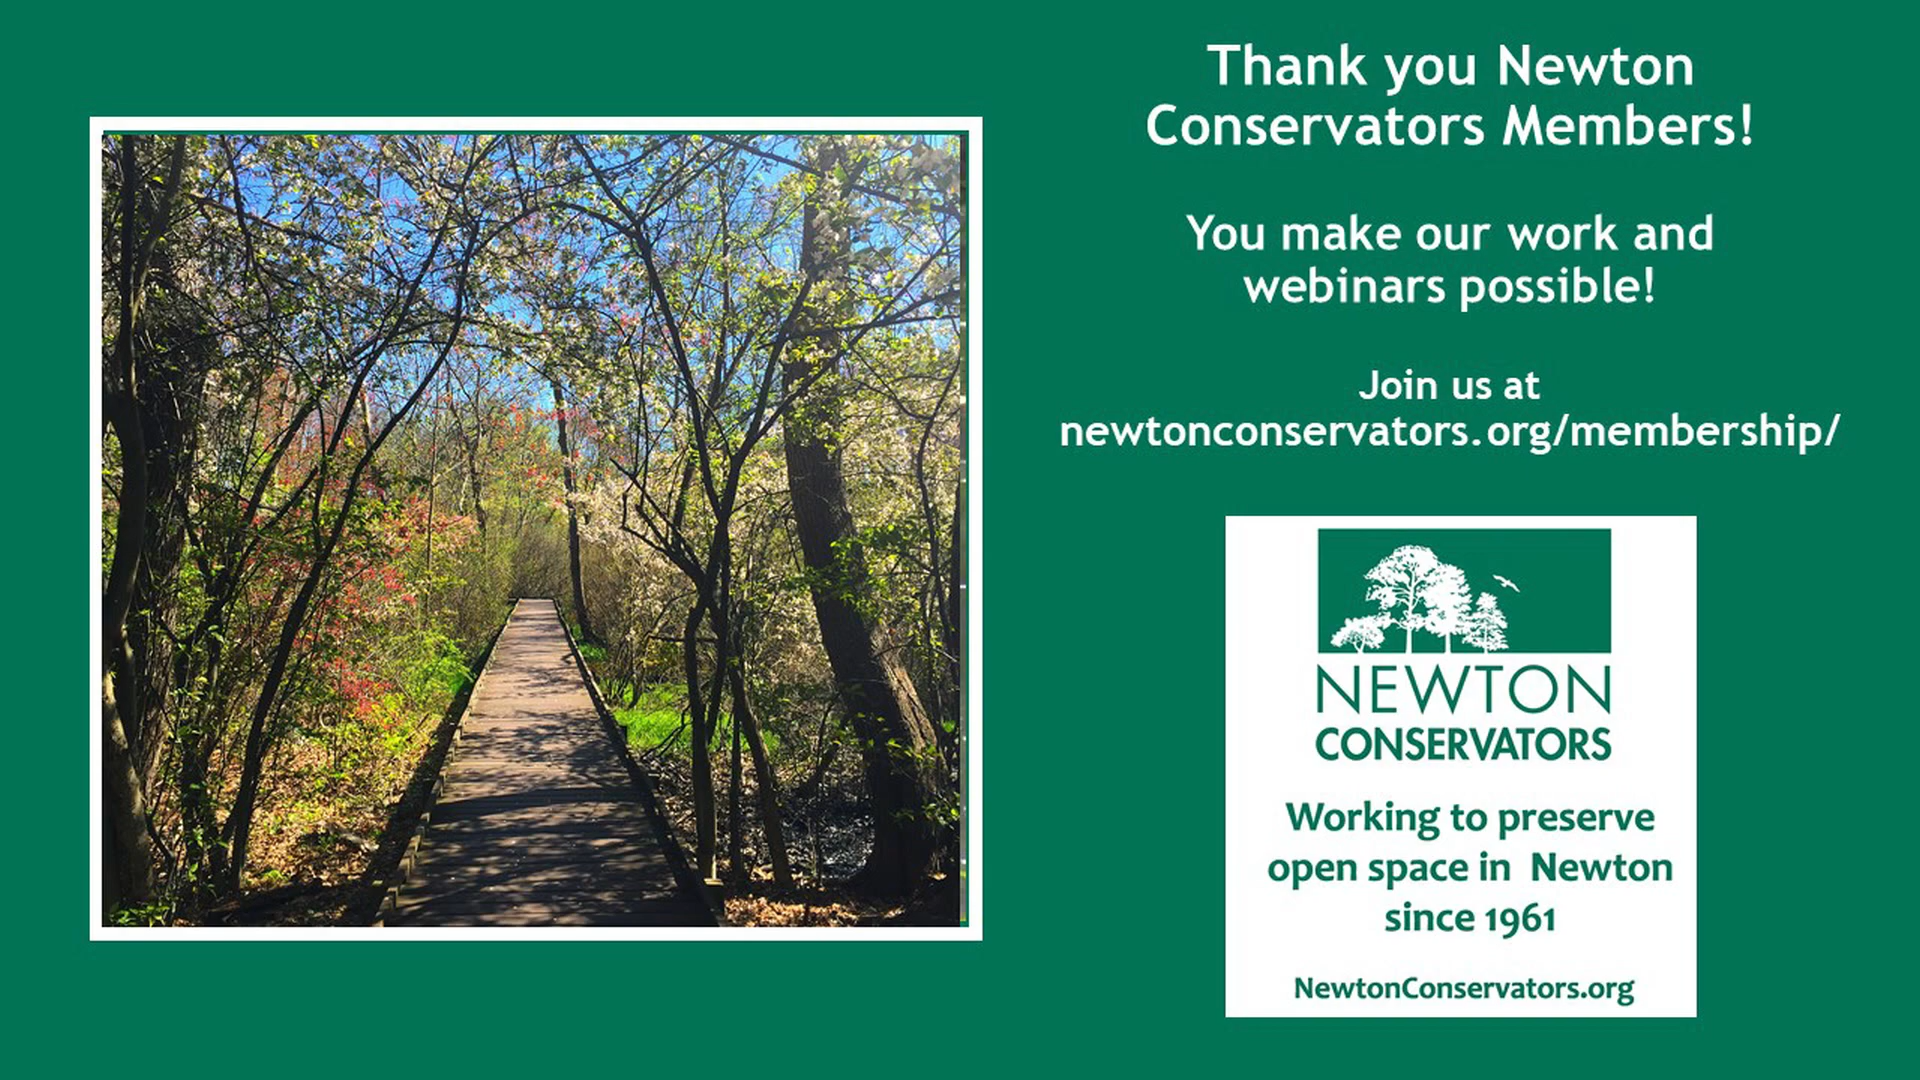 Thank you Newton
Conservators Members!
You make our work and
webinars possible!
Join us at
newtonconservators.org/membership/
NEWTON
CONSERVATORS
Working to preserve
open space in Newton
since 1961
NewtonConservators.org